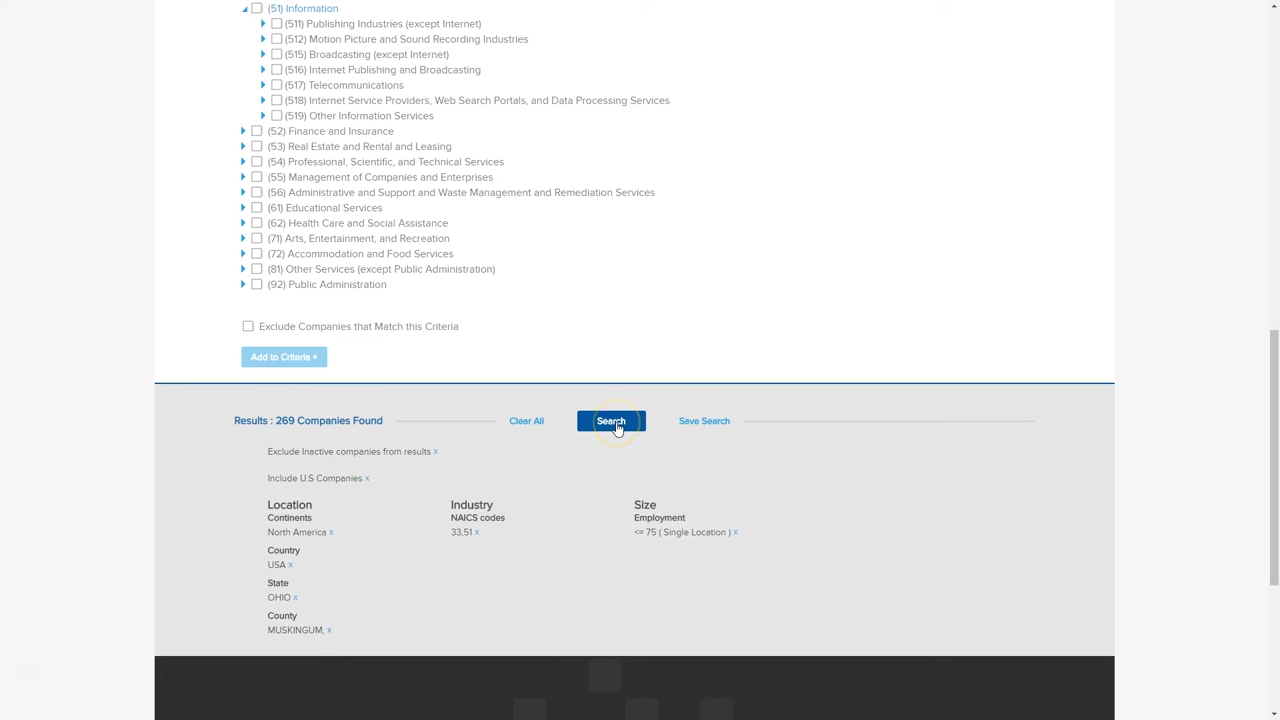 (51) Information
(511) Publishing Industries (except Internet)
(512) Motion Picture and Sound Recording Industries
(515) Broadcasting (except Internet)
(516) Internet Publishing and Broadcasting
(517) Telecommunications
(518) Internet Service Providers, Web Search Portals, and Data Processing Services
(519) Other Information Services
(52) Finance and Insurance
(53) Real Estate and Rental and Leasing
(54) Professional, Scientific, and Technical Services
(55) Management of Companies and Enterprises
(56) Administrative and Support and Waste Management and Remediation Services
(61) Educational Services
(62) Health Care and Social Assistance
(71) Arts, Entertainment, and Recreation
(72) Accommodation and Food Services
(81) Other Services (except Public Administration)
(92) Public Administration
Exclude Companies that Match this Criteria
Add to Criteria +
Results : 269 Companies Found Clear All Search Save Search
Exclude Inactive companies from results x
Include U.S Companies x
Location Industry Size
Continents NAICS codes Employment
North America x 33,51 x <= 75 ( Single Location ) x
Country
USA x
State
OHIO x
County
MUSKINGUM, x